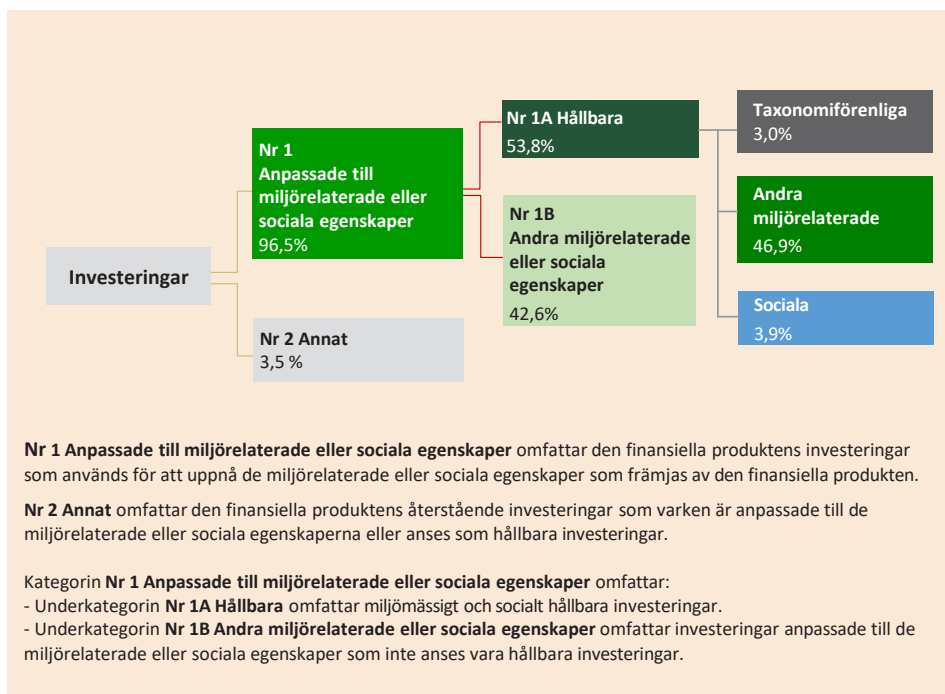 Investeringar
Nr 1
Anpassade till
miljörelaterade eller
sociala egenskaper
96,5%
Nr 2 Annat
3,5 %
Nr 1A Hållbara
53,8%
Nr 1B
Andra miljörelaterade
eller sociala
egenskaper
42,6%
Taxonomiförenliga
3,0%
Andra
miljörelaterade
46,9%
Sociala
3,9%
Nr 1 Anpassade till miljörelaterade eller sociala egenskaper omfattar den finansiella produktens investeringar
som används för att uppnå de miljörelaterade eller sociala egenskaper som främjas av den finansiella produkten.
Nr 2 Annat omfattar den finansiella produktens återstående investeringar som varken är anpassade till de
miljörelaterade eller sociala egenskaperna eller anses som hållbara investeringar.
Kategorin Nr 1 Anpassade till miljörelaterade eller sociala egenskaper omfattar:
- Underkategorin Nr 1A Hållbara omfattar miljömässigt och socialt hållbara investeringar.
- Underkategorin Nr 1B Andra miljörelaterade eller sociala egenskaper omfattar investeringar anpassade till de
miljörelaterade eller sociala egenskaper som inte anses vara hållbara investeringar.